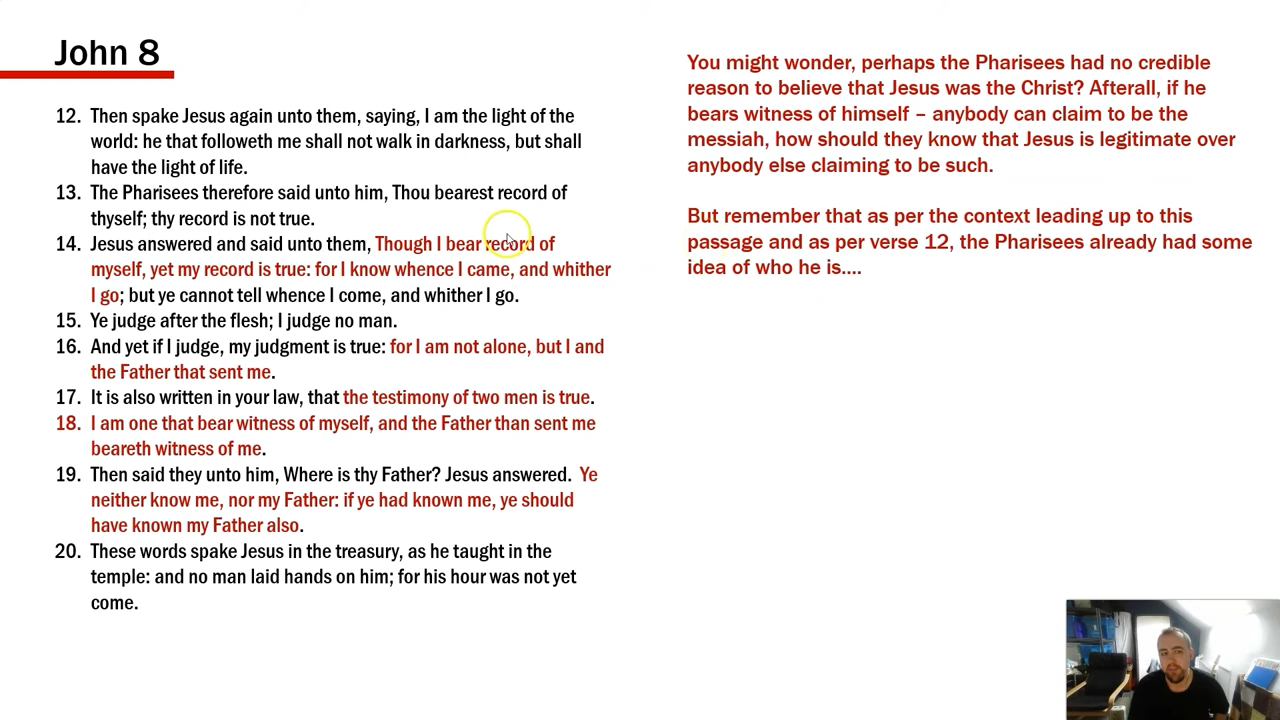 John 8
12. Then spake Jesus again unto them, saying, I am the light of the
world: he that followeth me shall not walk in darkness, but shall
have the light of life.
13. The Pharisees therefore said unto him, Thou bearest record of
thyself; thy record is not true.
14. Jesus answered and said unto them, Though I bear record of
myself, yet my record is true: for I know whence I came, and whither
I go; but ye cannot tell whence I come, and whither I go.
15. Ye judge after the flesh; I judge no man.
16. And yet if I judge, my judgment is true: for I am not alone, but I and
the Father that sent me.
17. It is also written in your law, that the testimony of two men is true.
18. I am one that bear witness of myself, and the Father than sent me
beareth witness of me.
19. Then said they unto him, Where is thy Father? Jesus answered. Ye
neither know me, nor my Father: if ye had known me, ye should
have known my Father also.
20. These words spake Jesus in the treasury, as he taught in the
temple: and no man laid hands on him; for his hour was not yet
come.
You might wonder, perhaps the Pharisees had no credible
reason to believe that Jesus was the Christ? Afterall, if he
bears witness of himself – anybody can claim to be the
messiah, how should they know that Jesus is legitimate over
anybody else claiming to be such.
But remember that as per the context leading up to this
passage and as per verse 12, the Pharisees already had some
idea of who he is....